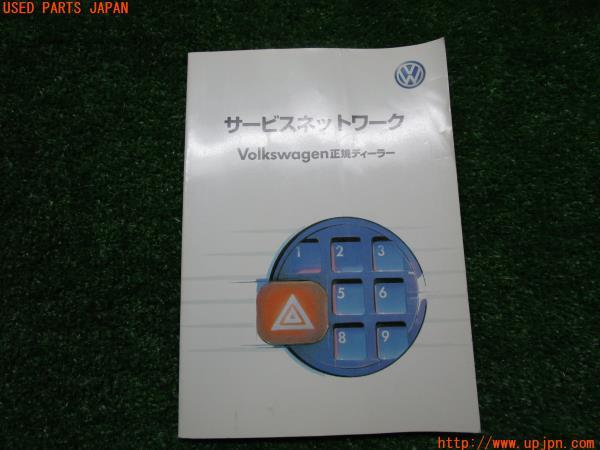 USED PARTS JAPAN
サービスネットワーク
Volkswagen正規ディーラー
1 2 3
5 6
8 9
http://www.upjpn.com/